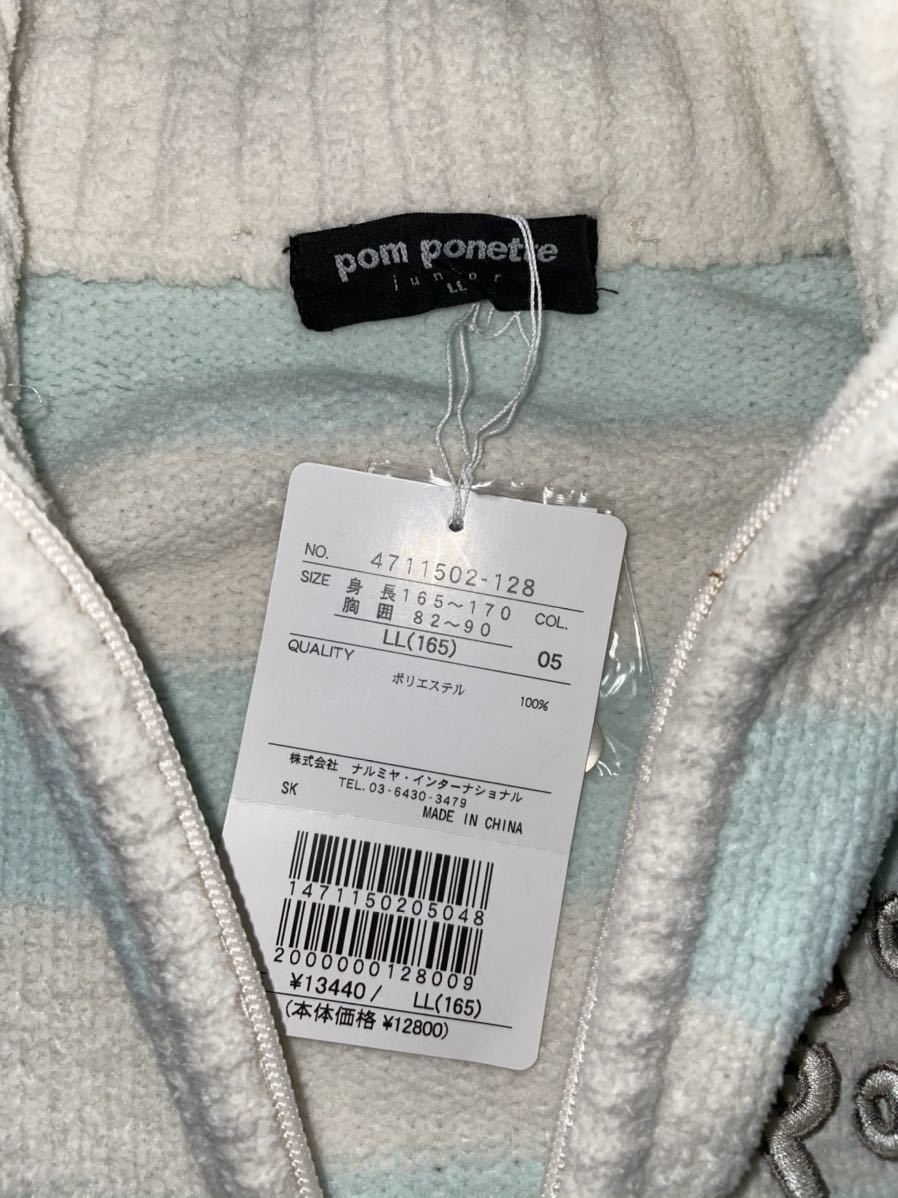 pom ponette
junior
LL
NO. 4711502-128
SIZE 身長165～170 COL.
胸囲 82～90
LL(165) 05
QUALITY
ポリエステル 100%
株式会社 ナルミヤ・インターナショナル
SK TEL.03-6430-3479
MADE IN CHINA
1471150205048
2000000128009
¥13440/ LL(165)
(本体価格 ¥12800)